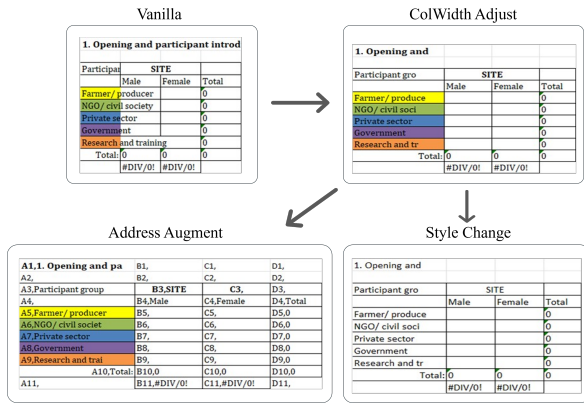 Vanilla
1. Opening and participant introd
Participa SITE
Male Female Total
Farmer/ producer 0
NGO/ civil society 0
Private sector 0
Government 0
Research and training 0
Total: 0 0 0
#DIV/0! #DIV/0!
ColWidth Adjust
1. Opening and
Participant gro SITE
Male Female Total
Farmer/ produce 0
NGO/ civil soci 0
Private sector 0
Government 0
Research and tr 0
Total: 0 0 0
#DIV/0! #DIV/0!
Address Augment
A1,1. Opening and pa B1, C1, D1,
A2, B2, C2, D2,
A3,Participant group B3,SITE C3, D3,
A4, B4,Male C4,Female D4,Total
A5,Farmer/ producer B5, C5, D5,0
A6,NGO/ civil societ B6, C6, D6,0
A7,Private sector B7, C7, D7,0
A8,Government B8, C8, D8,0
A9,Research and trai B9, C9, D9,0
A10,Total: B10,0 C10,0 D10,0
A11, B11,#DIV/0! C11,#DIV/0! D11,
Style Change
1. Opening and
Participant gro SITE
Male Female Total
Farmer/ produce 0
NGO/ civil soci 0
Private sector 0
Government 0
Research and tr 0
Total: 0 0 0
#DIV/0! #DIV/0!